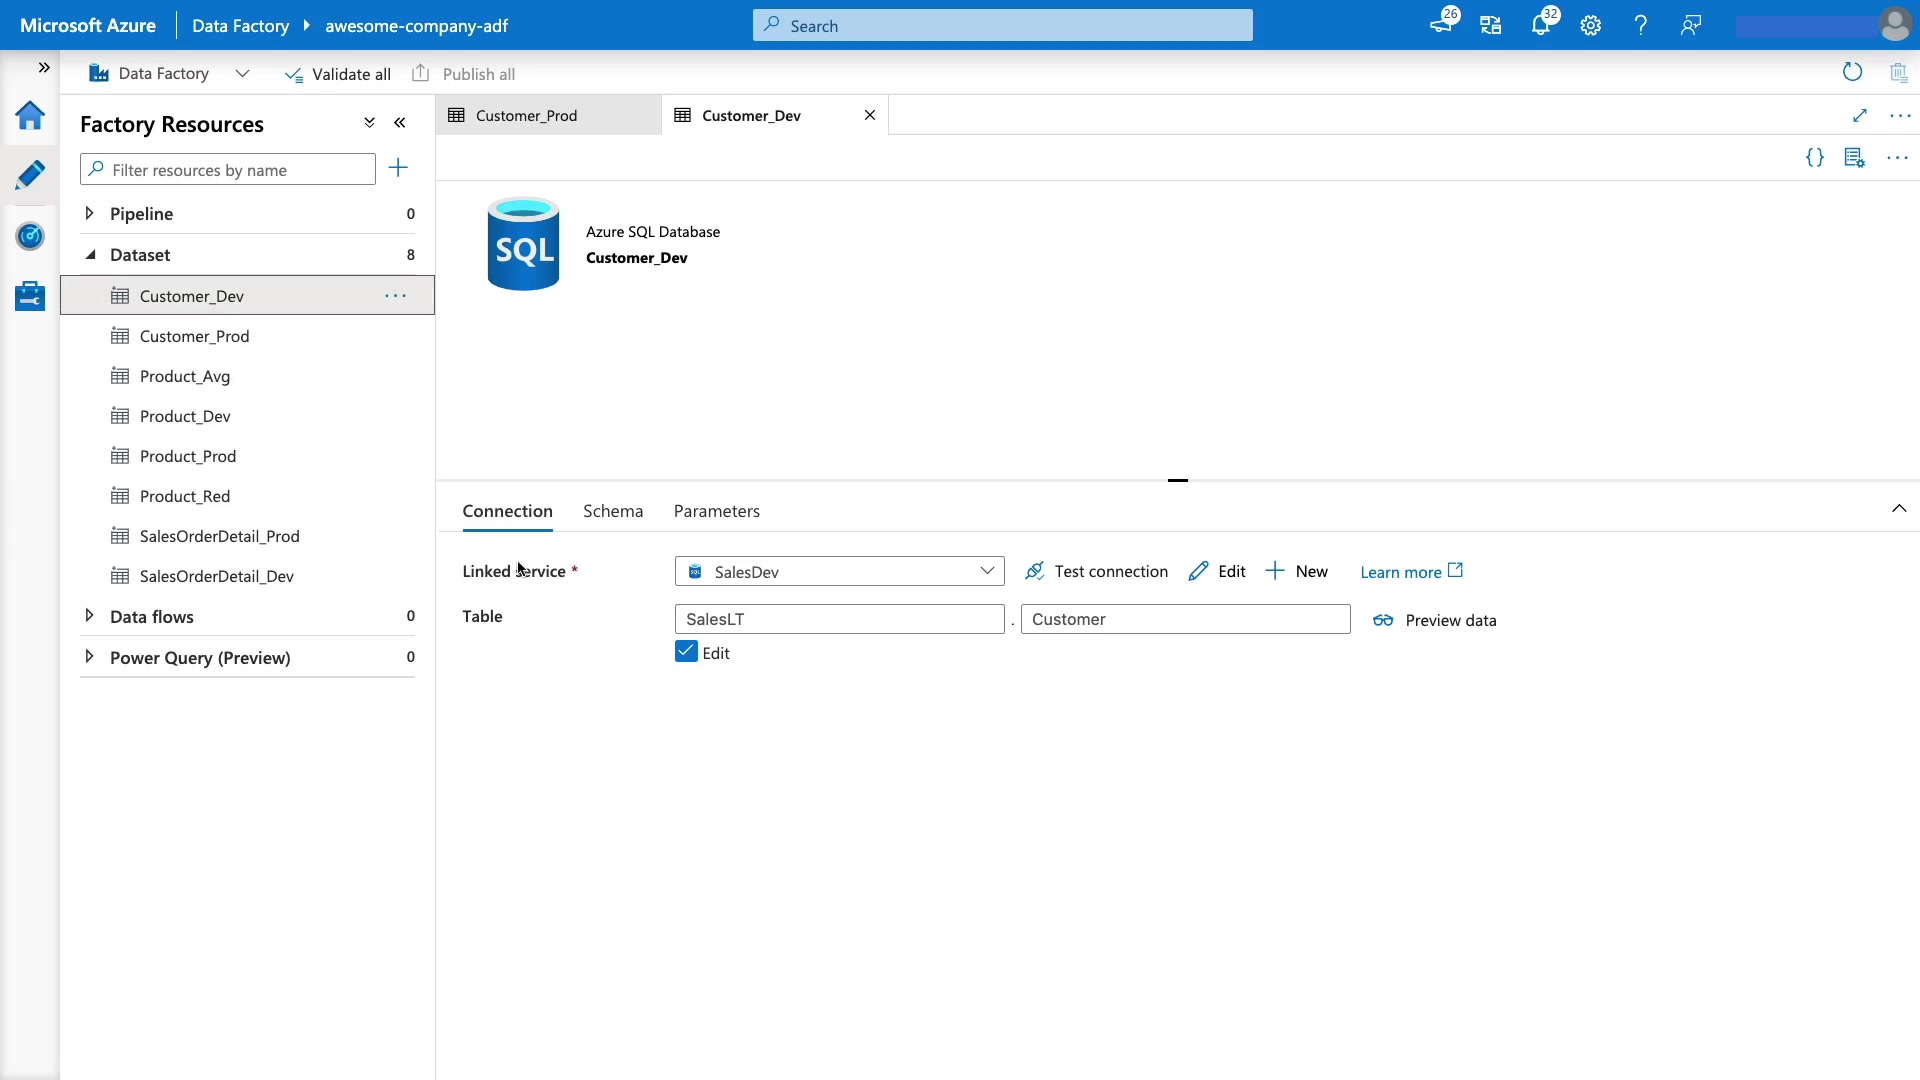 Microsoft Azure Data Factory awesome-company-adf Search 26 32 ?
Data Factory Validate all Publish all
Factory Resources
Customer_Prod Customer_Dev
Filter resources by name
Pipeline 0
Dataset 8
Customer_Dev
Customer_Prod
Product_Avg
Product_Dev
Product_Prod
Product_Red
SalesOrderDetail_Prod
SalesOrderDetail_Dev
Data flows 0
Power Query (Preview) 0
{}
SQL
Azure SQL Database
Customer_Dev
Connection Schema Parameters
Linked service * SalesDev Test connection Edit New Learn more
Table SalesLT . Customer Preview data
Edit